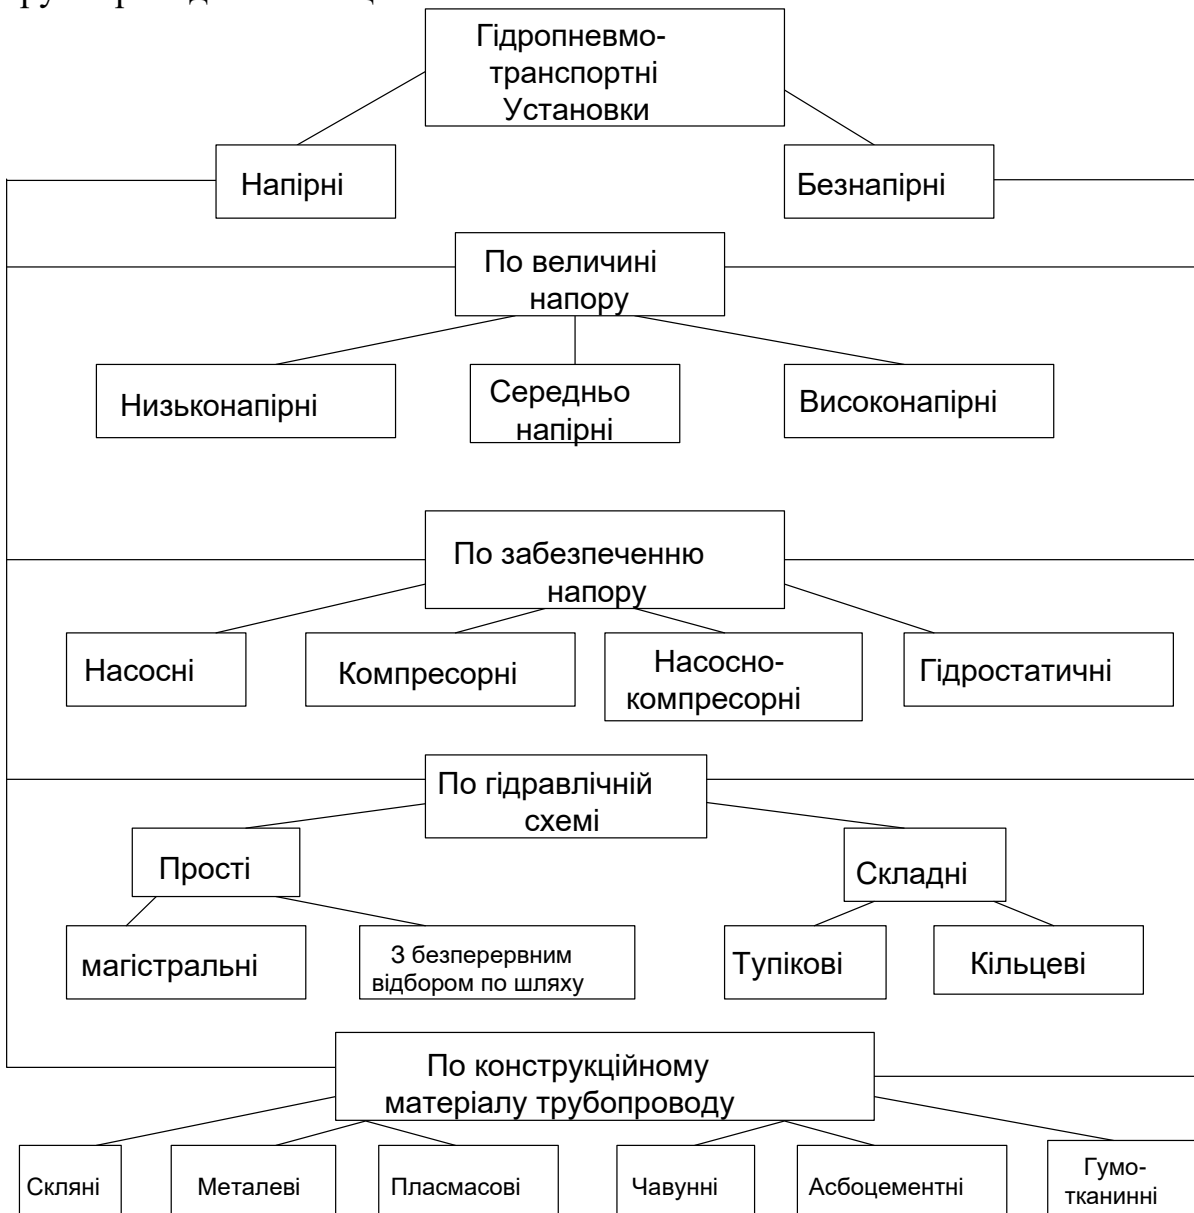 Гідропневмо-
транспортні
Установки
Напірні
Безнапірні
По величині
напору
Низьконапірні
Середньо
напірні
Високонапірні
По забезпеченню
напору
Насосні
Компресорні
Насосно-
компресорні
Гідростатичні
По гідравлічній
схемі
Прості
Складні
магістральні
З безперервним
відбором по шляху
Тупікові
Кільцеві
По конструкційному
матеріалу трубопроводу
Скляні
Металеві
Пласмасові
Чавунні
Асбоцементні
Гумо-
тканинні